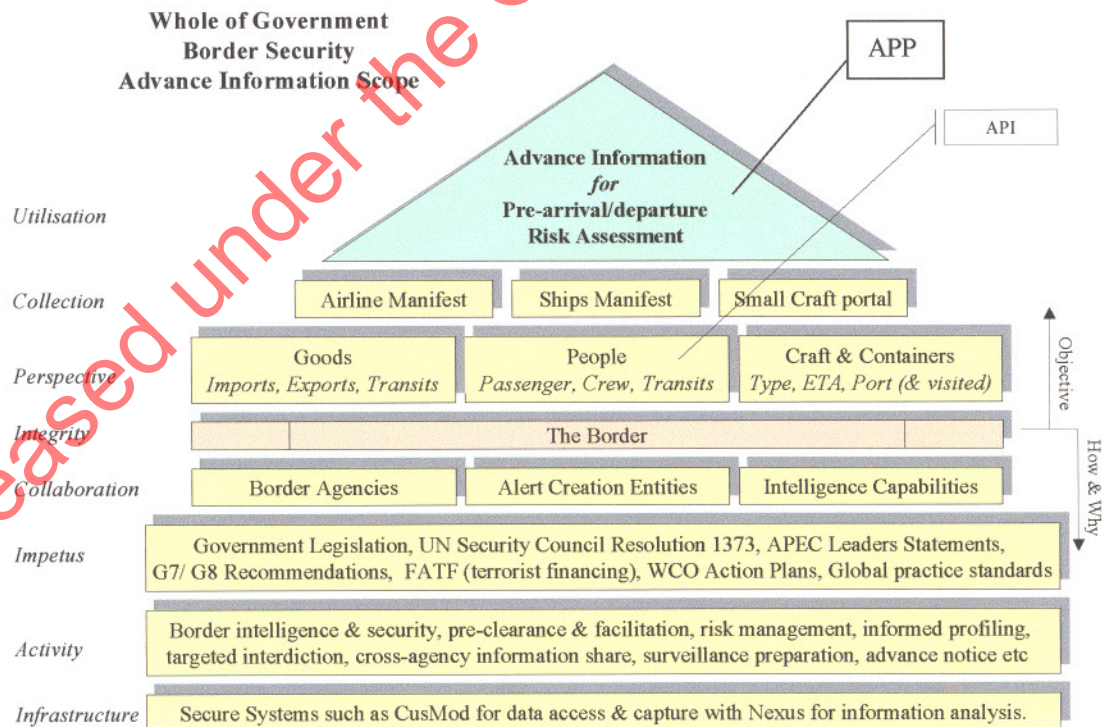 Whole of Government
Border Security
Advance Information Scope
APP
API
Advance Information
for
Pre-arrival/departure
Risk Assessment
Utilisation
Collection
Airline Manifest
Ships Manifest
Small Craft portal
Perspective
Goods
Imports, Exports, Transits
People
Passenger, Crew, Transits
Craft & Containers
Type, ETA, Port (& visited)
Objective
Integrity
The Border
How & Why
Collaboration
Border Agencies
Alert Creation Entities
Intelligence Capabilities
Impetus
Government Legislation, UN Security Council Resolution 1373, APEC Leaders Statements,
G7/ G8 Recommendations, FATF (terrorist financing), WCO Action Plans, Global practice standards
Activity
Border intelligence & security, pre-clearance & facilitation, risk management, informed profiling,
targeted interdiction, cross-agency information share, surveillance preparation, advance notice etc
Infrastructure
Secure Systems such as CusMod for data access & capture with Nexus for information analysis.
eased under the